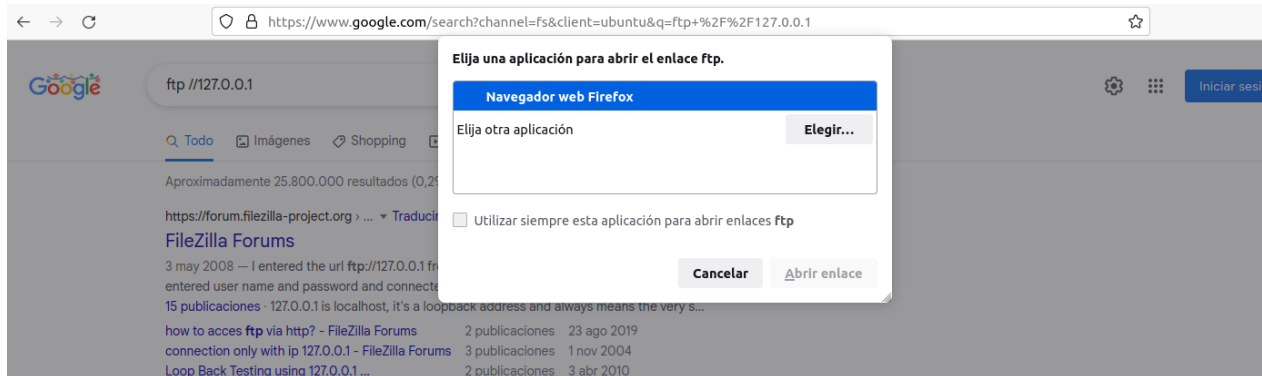 https://www.google.com/search?channel=fs&client=ubuntu&q=ftp+%2F%2F127.0.0.1
Google
ftp //127.0.0.1
Iniciar sesi
Todo
Imágenes
Shopping
Aproximadamente 25.800.000 resultados (0,29
https://forum.filezilla-project.org › ... Traducir
FileZilla Forums
3 may 2008 — I entered the url ftp://127.0.0.1 fr
entered user name and password and connecte
15 publicaciones · 127.0.0.1 is localhost, it's a loopback address and always means the very s...
how to acces ftp via http? - FileZilla Forums 2 publicaciones 23 ago 2019
connection only with ip 127.0.0.1 - FileZilla Forums 3 publicaciones 1 nov 2004
Loop Back Testing using 127.0.0.1 ... 2 publicaciones 3 abr 2010
Elija una aplicación para abrir el enlace ftp.
Navegador web Firefox
Elija otra aplicación
Elegir...
Utilizar siempre esta aplicación para abrir enlaces ftp
Cancelar
Abrir enlace